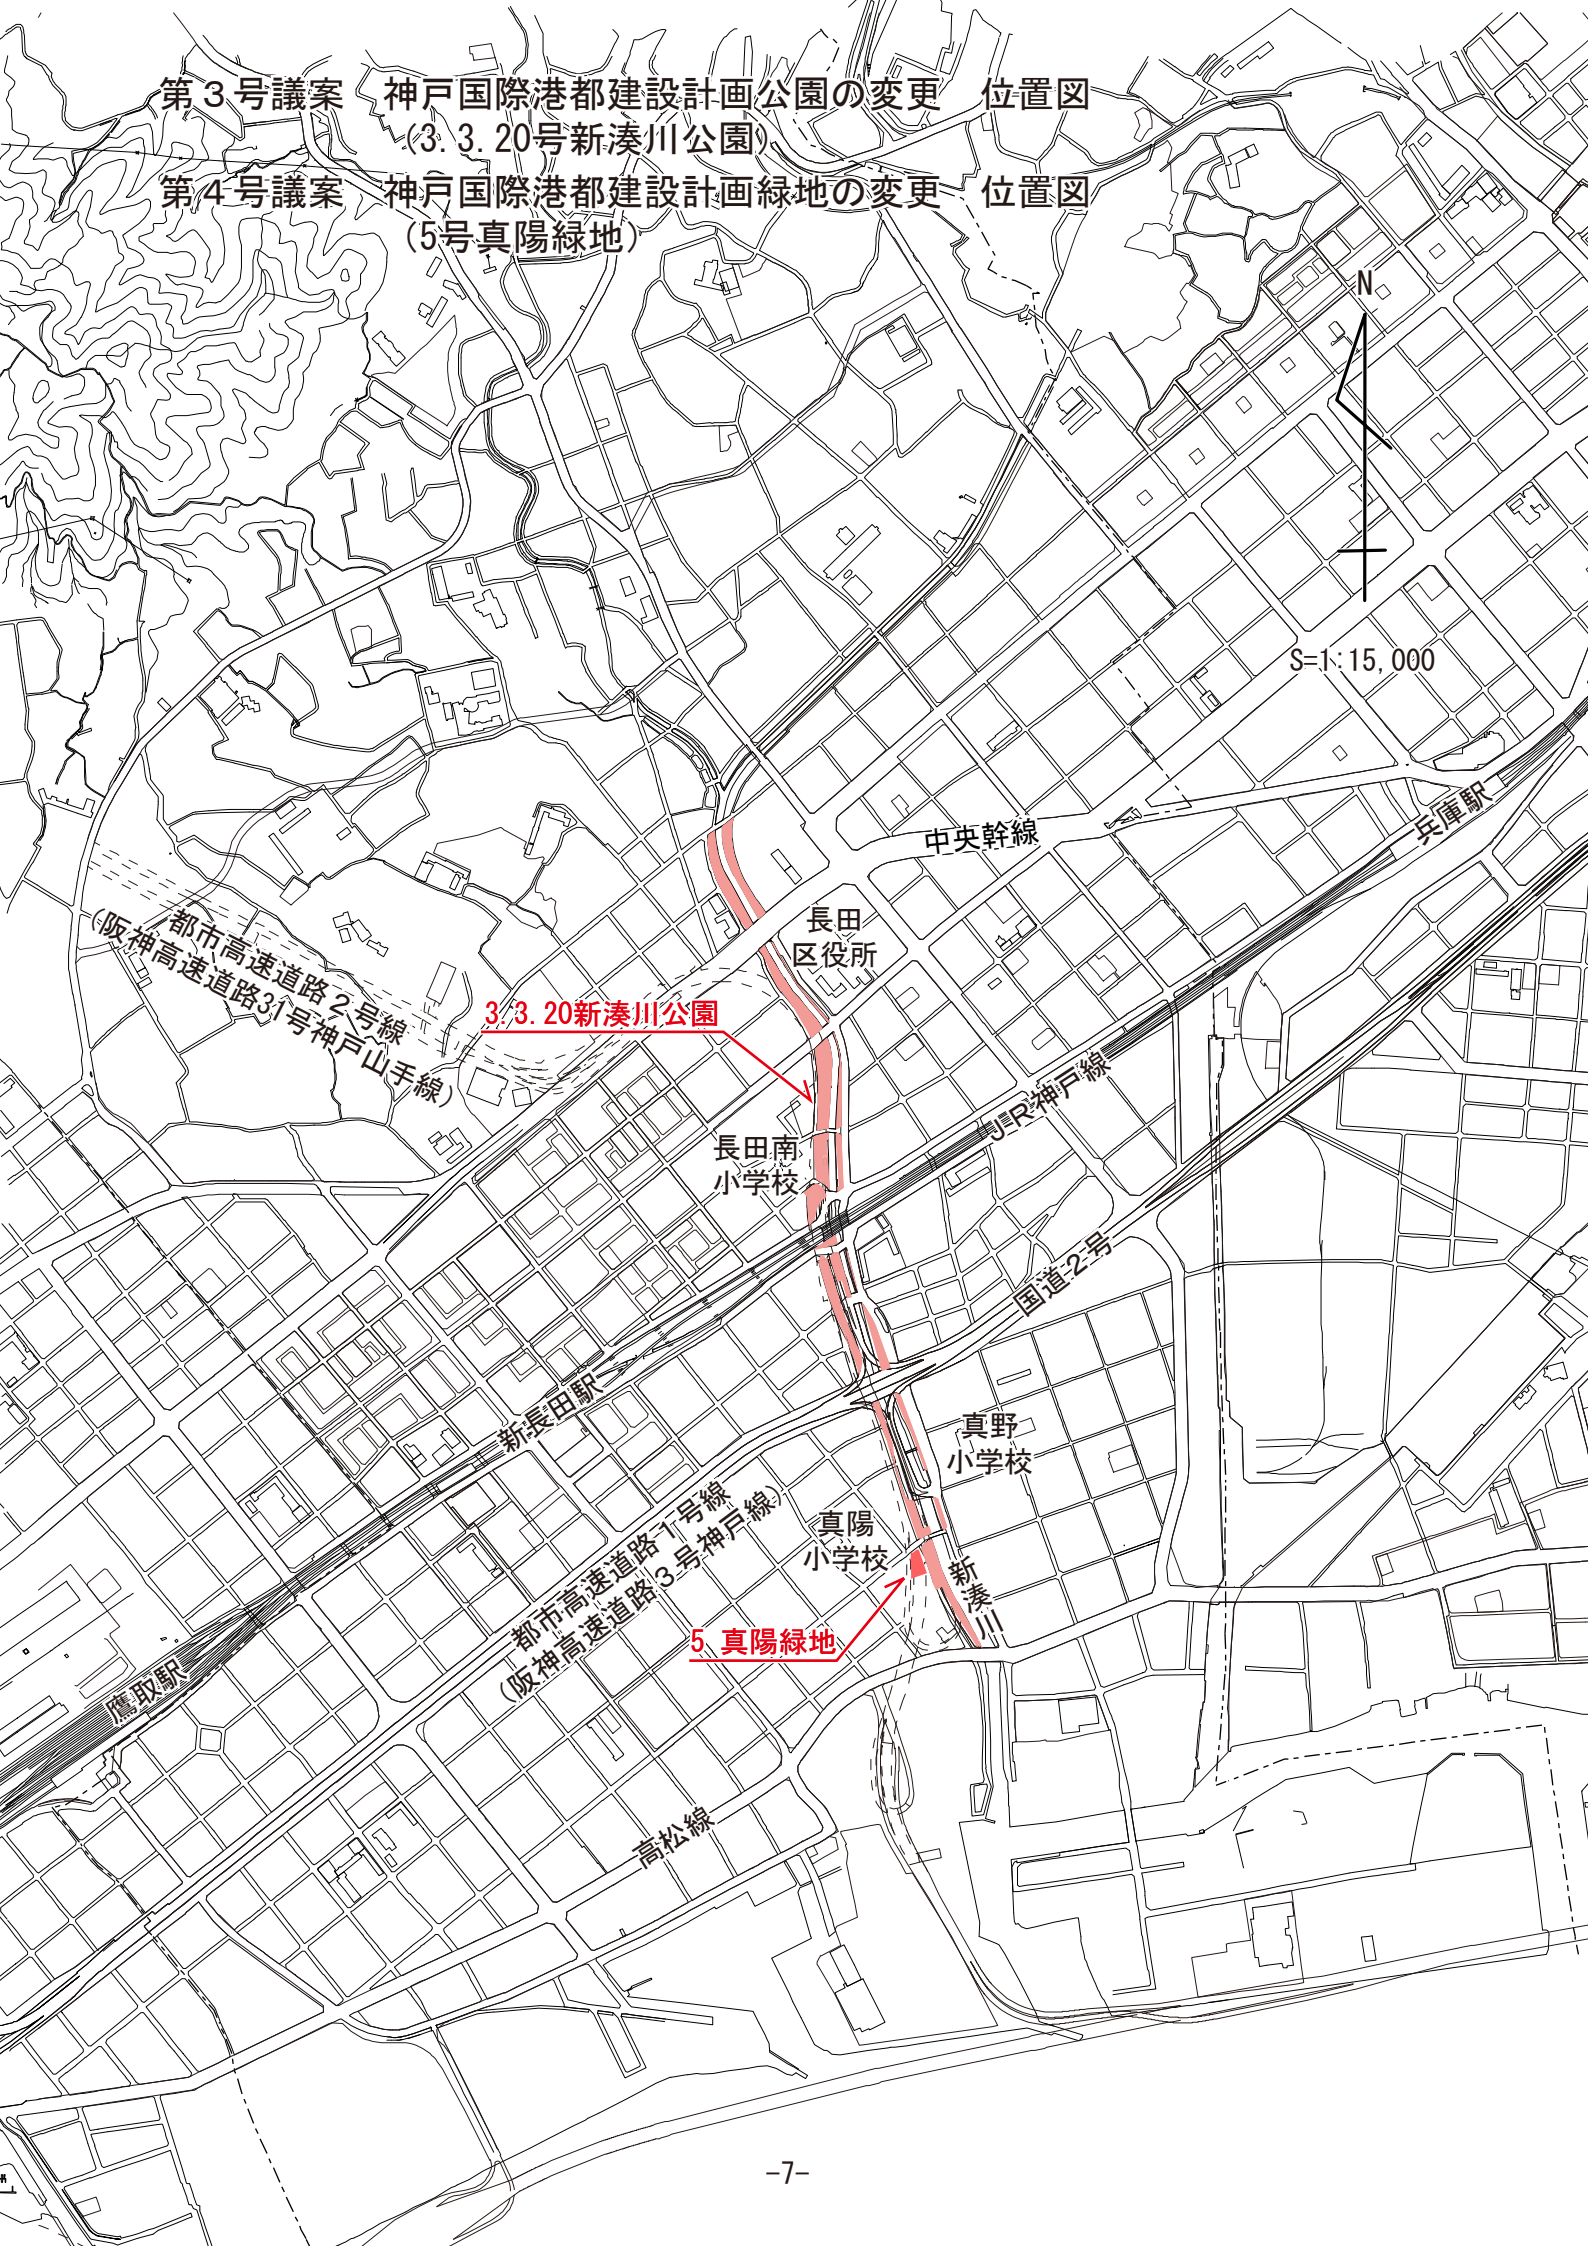 第３号議案　神戸国際港都建設計画公園の変更　位置図
（3.3.20号新湊川公園）
第４号議案　神戸国際港都建設計画緑地の変更　位置図
（5号真陽緑地）
N
S=1:15,000
兵庫駅
中央幹線
長田
区役所
都市高速道路２号線
（阪神高速道路31号神戸山手線）
3.3.20新湊川公園
ＪＲ神戸線
長田南
小学校
国道２号
新長田駅
真野
小学校
都市高速道路１号線
（阪神高速道路３号神戸線）
真陽
小学校
新湊川
5 真陽緑地
鷹取駅
高松線
-7-